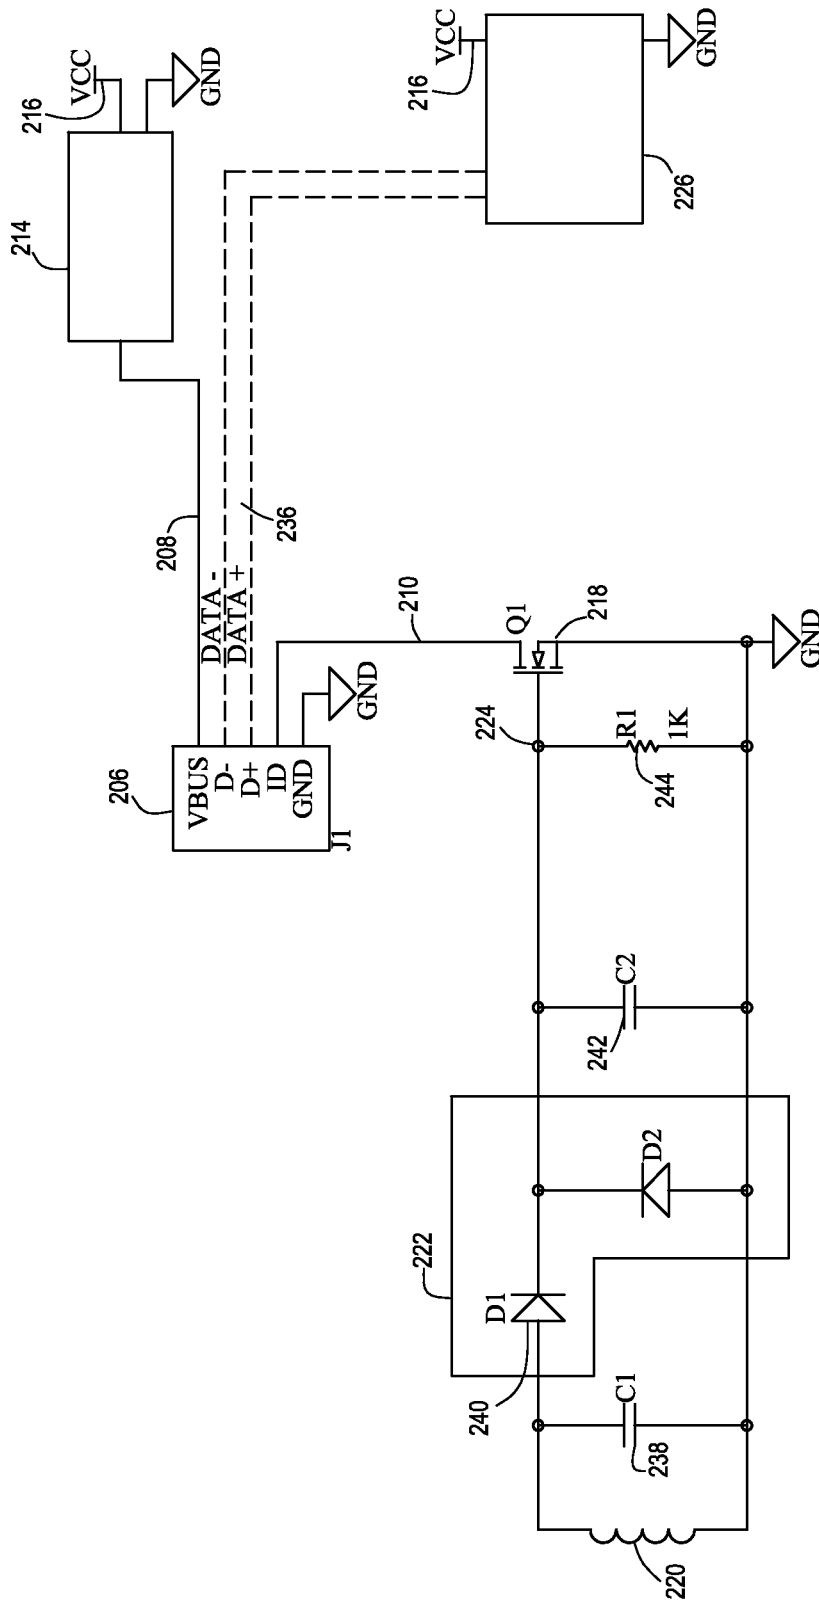 VCC
216
GND
214
208
DATA -
DATA +
236
206
VBUS
D-
D+
ID
GND
J1
GND
VCC
216
GND
226
210
Q1
218
GND
224
R1
1K
244
C2
242
222
D2
D1
240
C1
238
220